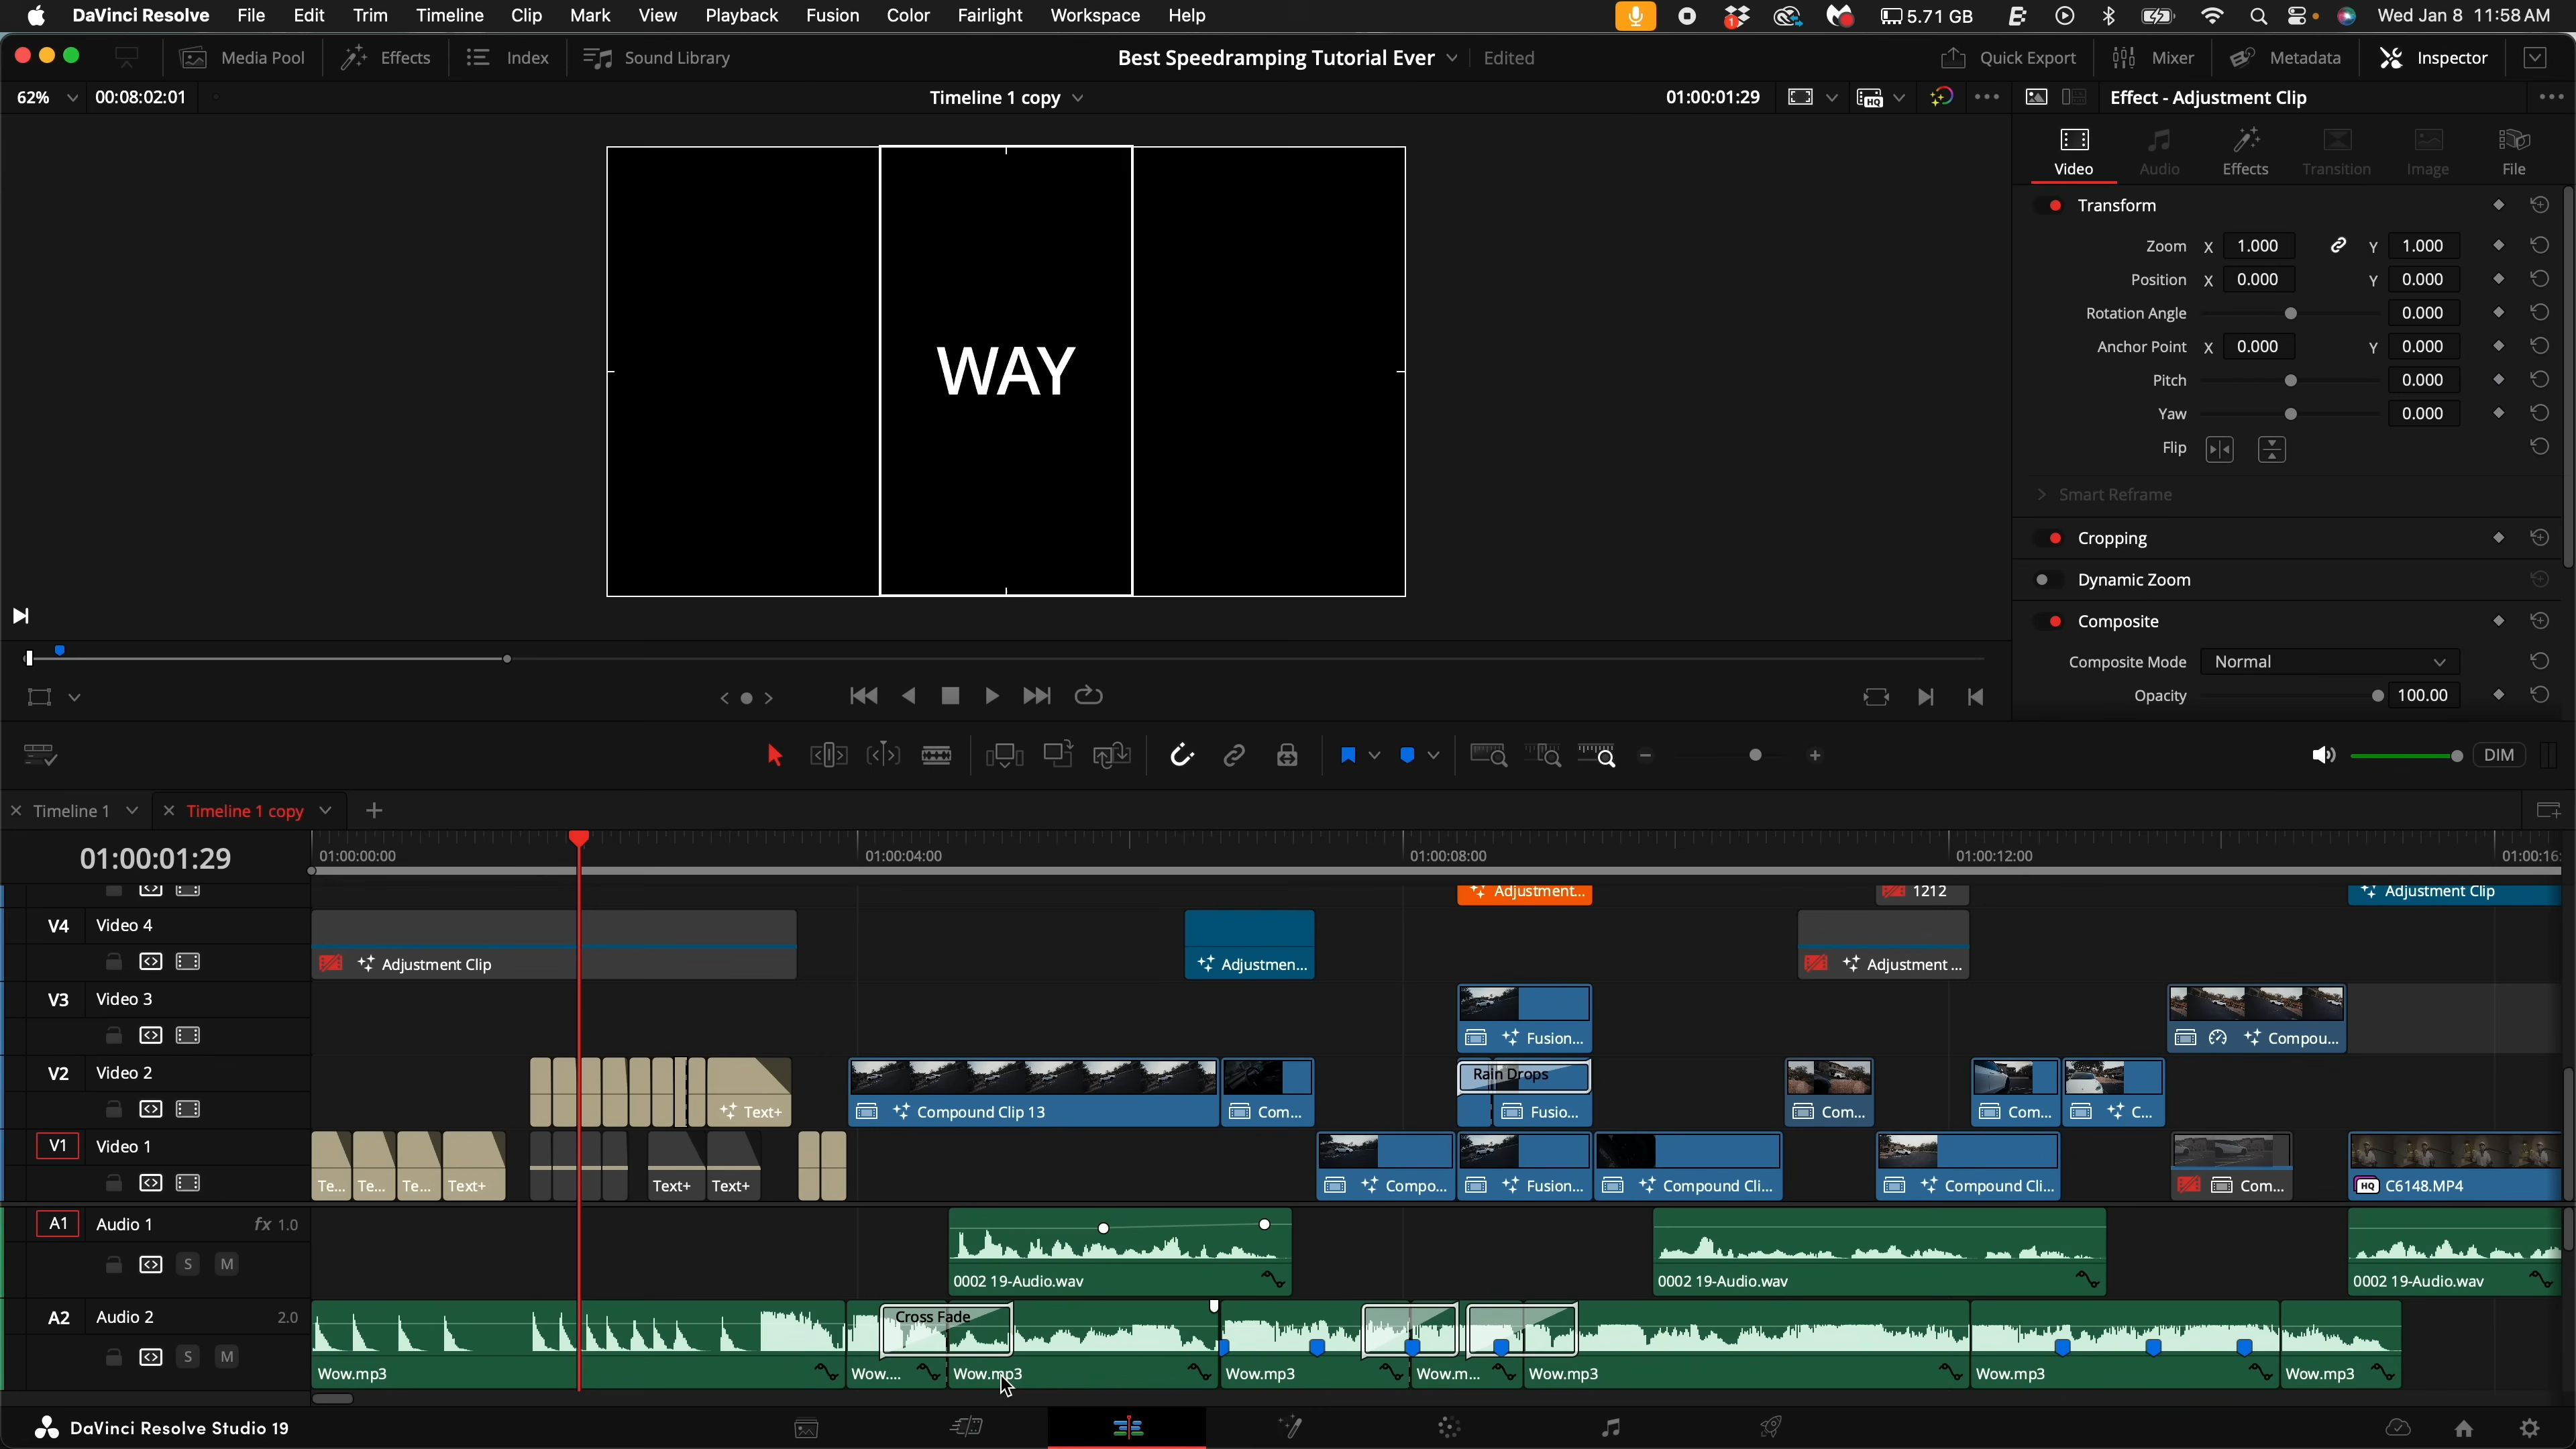 DaVinci Resolve File Edit Trim Timeline Clip Mark View Playback Fusion Color Fairlight Workspace Help 1 5.71 GB Wed Jan 8 11:58 AM
Media Pool Effects Index Sound Library Best Speedramping Tutorial Ever Edited Quick Export Mixer Metadata Inspector
62% 00:08:02:01 Timeline 1 copy 01:00:01:29 HQ Effect - Adjustment Clip
Video Audio Effects Transition Image File
Transform
Zoom X 1.000 Y 1.000
Position X 0.000 Y 0.000
Rotation Angle 0.000
Anchor Point X 0.000 Y 0.000
WAY
Pitch 0.000
Yaw 0.000
Flip
Smart Reframe
Cropping
Dynamic Zoom
Composite
Composite Mode Normal
Opacity 100.00
DIM
Timeline 1 Timeline 1 copy
01:00:01:29 01:00:00:00 01:00:04:00 01:00:08:00 01:00:12:00 01:00:16:
Adjustment... 1212 Adjustment Clip
V4 Video 4
Adjustment Clip Adjustmen... Adjustment ...
V3 Video 3
Fusion... Compou...
V2 Video 2 Rain Drops
Text+ Compound Clip 13 Com... Fusio... Com... Com... C...
V1 Video 1
Te... Te... Te... Text+ Text+ Text+ Compo... Fusion... Compound Cli... Compound Cli... Com... HQ C6148.MP4
A1 Audio 1 fx 1.0
S M 0002 19-Audio.wav 0002 19-Audio.wav 0002 19-Audio.wav
A2 Audio 2 2.0 Cross Fade
S M Wow.mp3 Wow.... Wow.mp3 Wow.mp3 Wow.m... Wow.mp3 Wow.mp3 Wow.mp3
DaVinci Resolve Studio 19